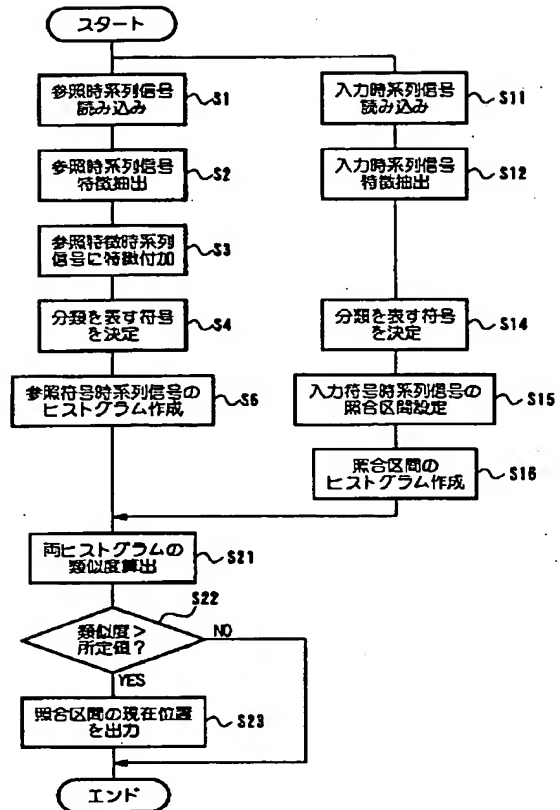 スタート
参照時系列信号
読み込み
S1
入力時系列信号
読み込み
S11
参照時系列信号
特徴抽出
S2
入力時系列信号
特徴抽出
S12
参照特徴時系列
信号に特徴付加
S3
分類を表す符号
を決定
S4
分類を表す符号
を決定
S14
参照符号時系列信号の
ヒストグラム作成
S6
入力符号時系列信号の
照合区間設定
S15
照合区間の
ヒストグラム作成
S16
両ヒストグラムの
類似度算出
S21
S22
類似度>
所定値?
NO
YES
照合区間の現在位置
を出力
S23
エンド